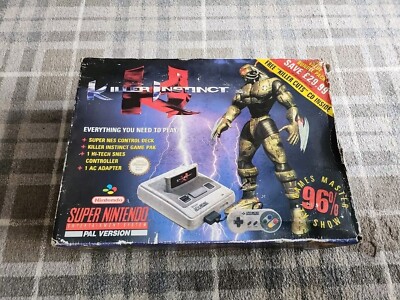 SAVE £29.99
FREE 'KILLER CUTS' CD INSIDE
KILLER INSTINCT
EVERYTHING YOU NEED TO PLAY
• SUPER NES CONTROL DECK
• KILLER INSTINCT GAME PAK
• 1 HI-TECH SNES
CONTROLLER
• 1 AC ADAPTER
GAMES MASTER
96%
TV SHOW
Nintendo
SUPER NINTENDO
ENTERTAINMENT SYSTEM
PAL VERSION